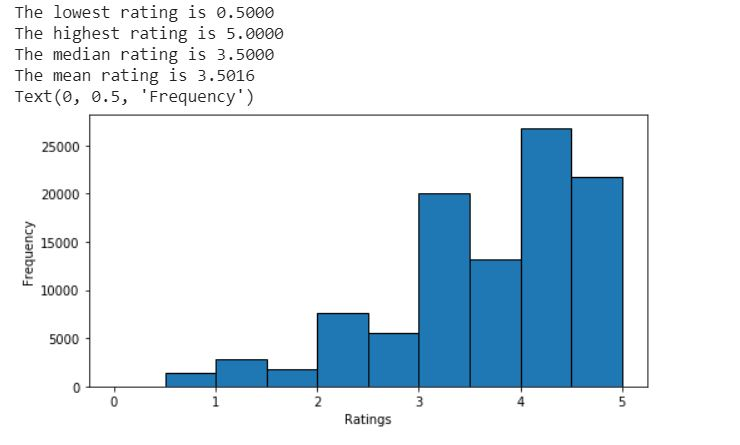 The lowest rating is 0.5000
The highest rating is 5.0000
The median rating is 3.5000
The mean rating is 3.5016
Text(0, 0.5, 'Frequency')
25000
20000
15000
10000
5000
0
Frequency
0 1 2 3 4 5
Ratings